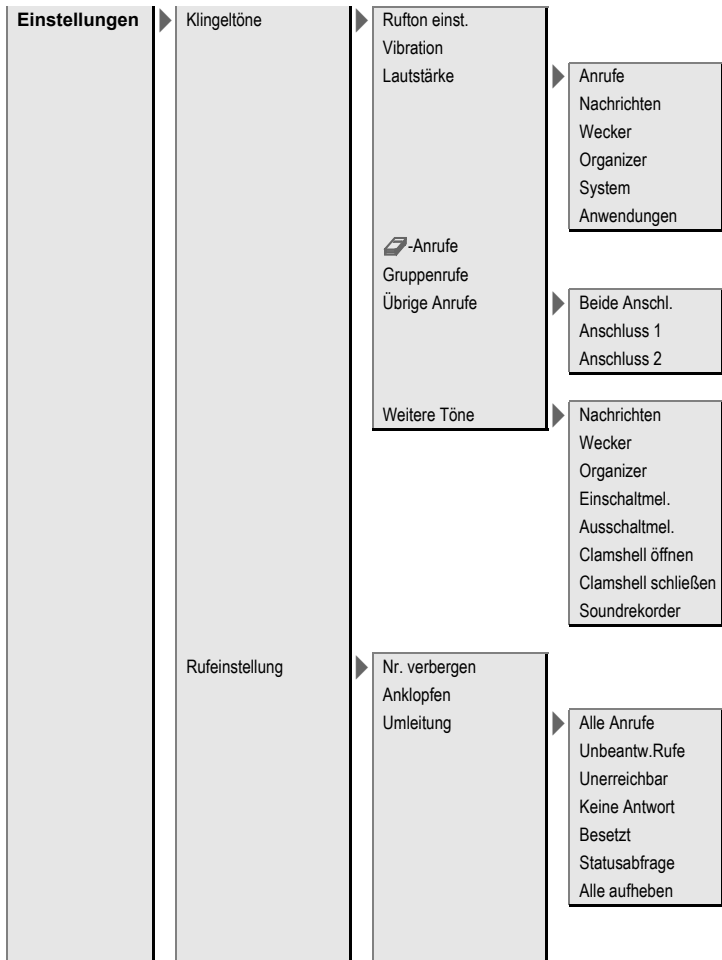 Einstellungen
Klingeltöne
Rufton einst.
Vibration
Lautstärke
Anrufe
Nachrichten
Wecker
Organizer
System
Anwendungen
-Anrufe
Gruppenrufe
Übrige Anrufe
Beide Anschl.
Anschluss 1
Anschluss 2
Weitere Töne
Nachrichten
Wecker
Organizer
Einschaltmel.
Ausschaltmel.
Clamshell öffnen
Clamshell schließen
Soundrekorder
Rufeinstellung
Nr. verbergen
Anklopfen
Umleitung
Alle Anrufe
Unbeantw.Rufe
Unerreichbar
Keine Antwort
Besetzt
Statusabfrage
Alle aufheben